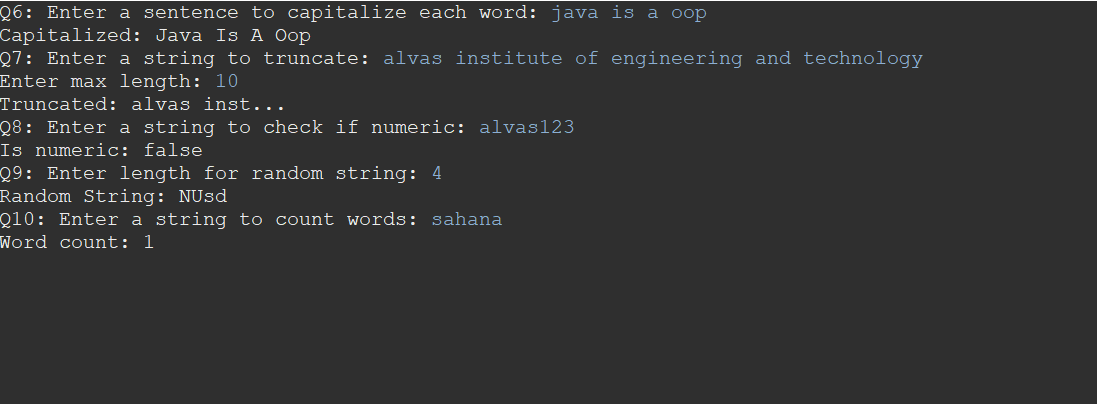 Q6: Enter a sentence to capitalize each word: java is a oop
Capitalized: Java Is A Oop
Q7: Enter a string to truncate: alvas institute of engineering and technology
Enter max length: 10
Truncated: alvas inst...
Q8: Enter a string to check if numeric: alvas123
Is numeric: false
Q9: Enter length for random string: 4
Random String: NUsd
Q10: Enter a string to count words: sahana
Word count: 1